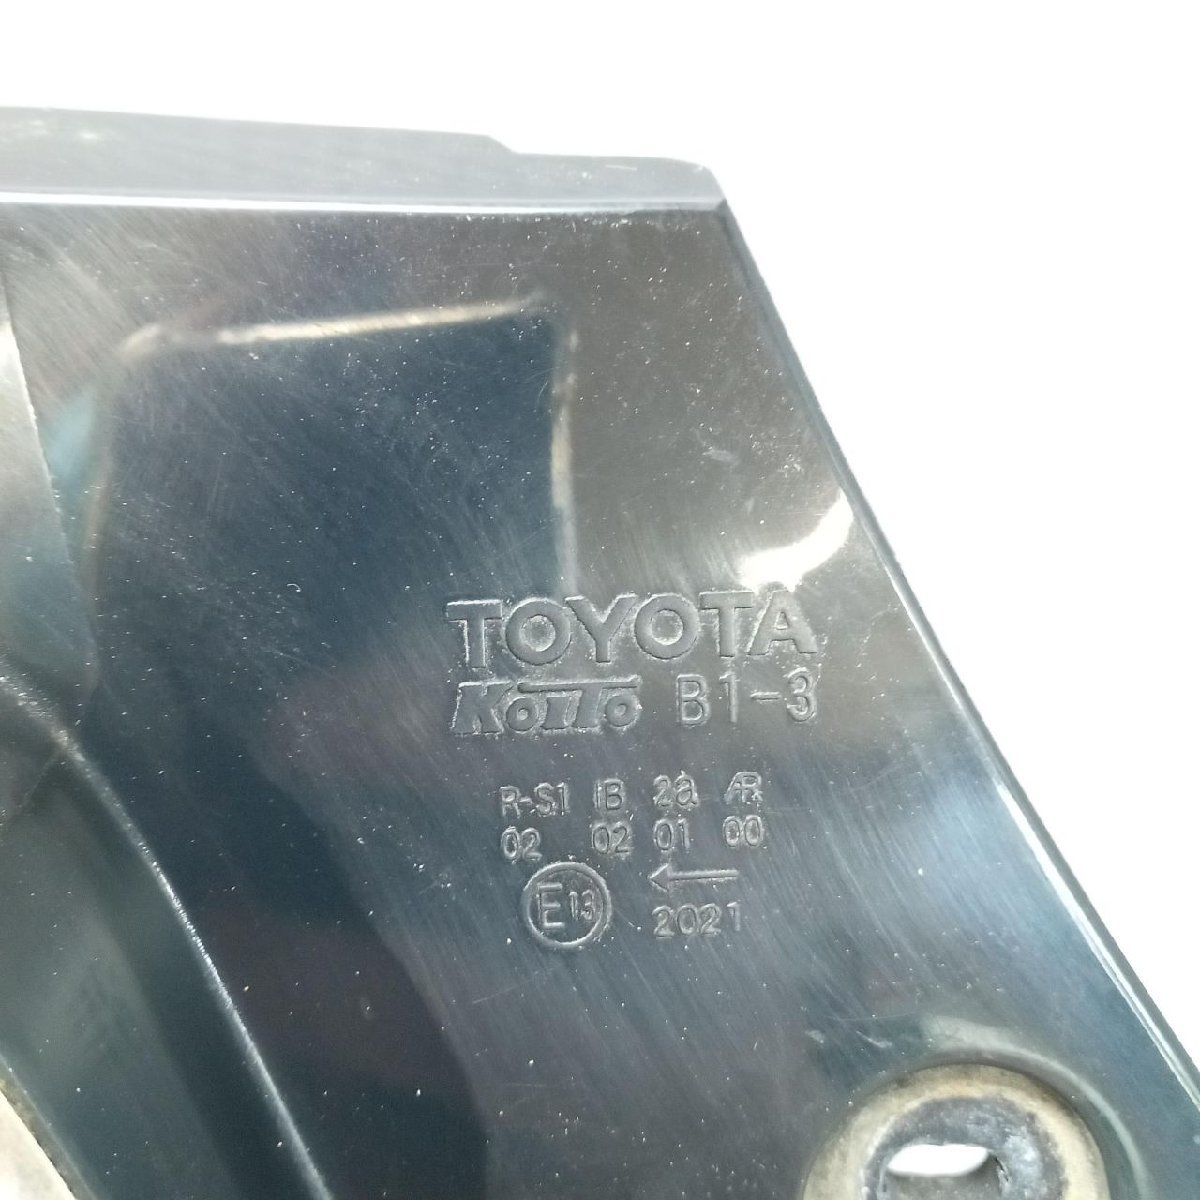 TOYOTA
KOITO B1-3
R-S1 IB 2a AR
02 02 01 00
E13 ←
2021